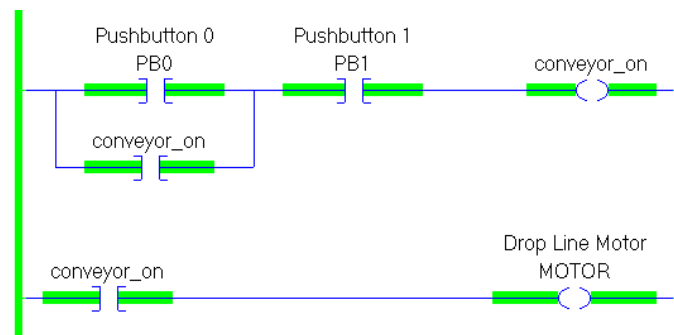 Pushbutton 0
PB0
Pushbutton 1
PB1
conveyor_on
conveyor_on
conveyor_on
Drop Line Motor
MOTOR